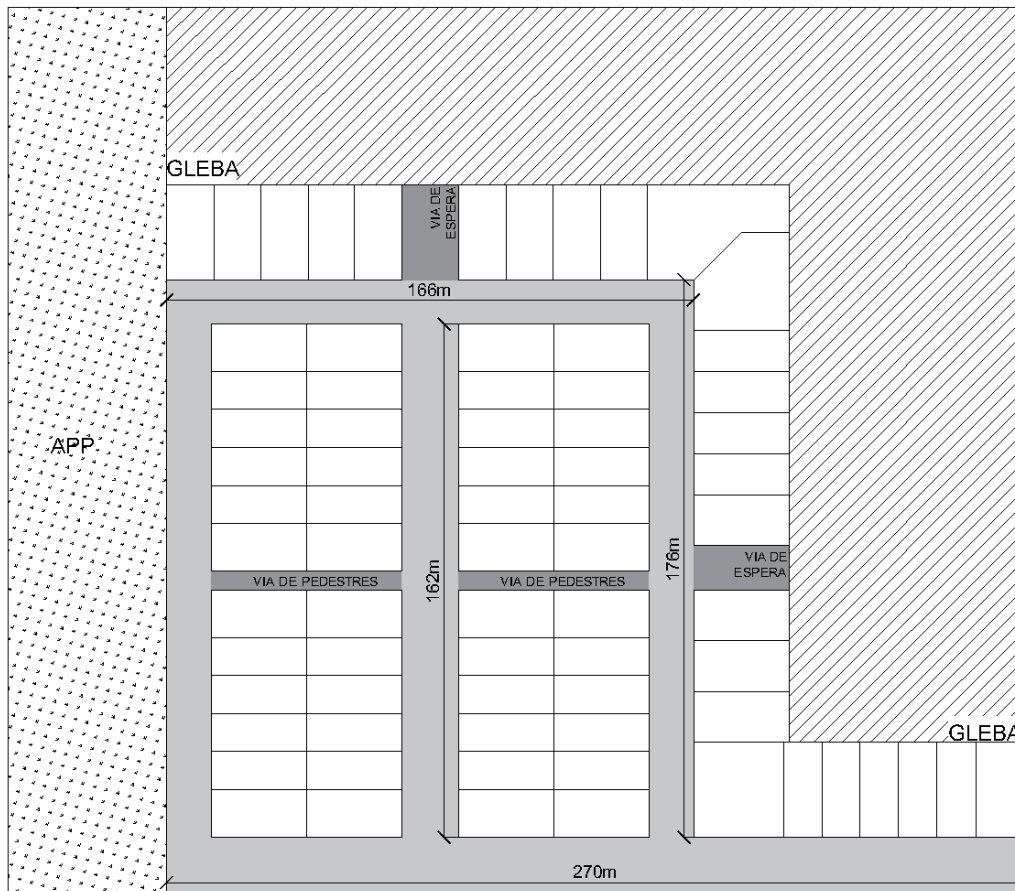 GLEBA
VIA DE
ESPERA
166m
APP
162m
176m
VIA DE
ESPERA
VIA DE PEDESTRES
VIA DE PEDESTRES
GLEBA
270m